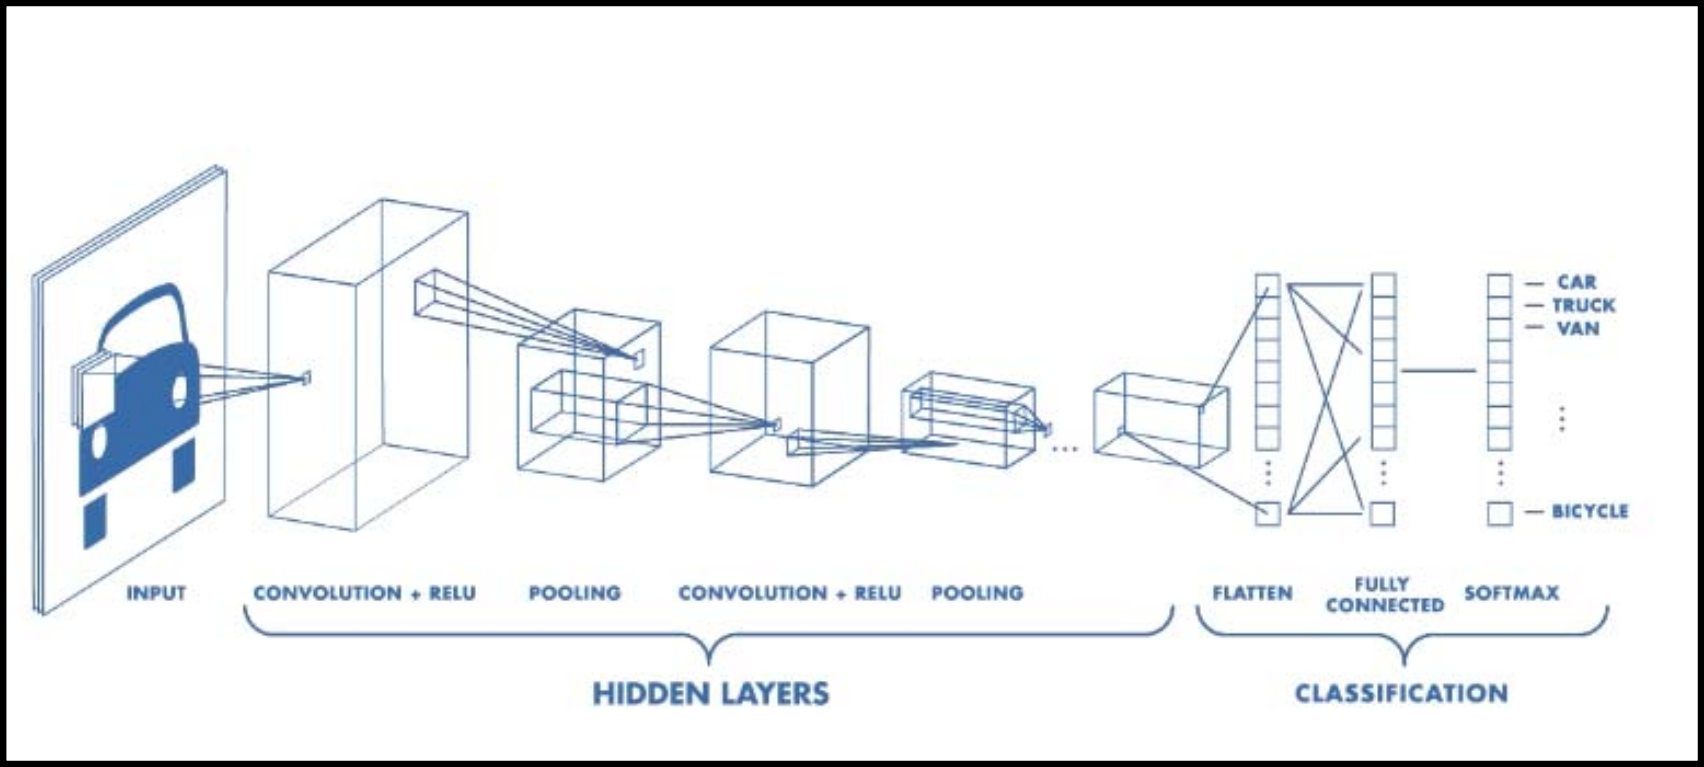 CAR
TRUCK
VAN
BICYCLE
INPUT
CONVOLUTION + RELU
POOLING
CONVOLUTION + RELU
POOLING
FLATTEN
FULLY
CONNECTED
SOFTMAX
HIDDEN LAYERS
CLASSIFICATION